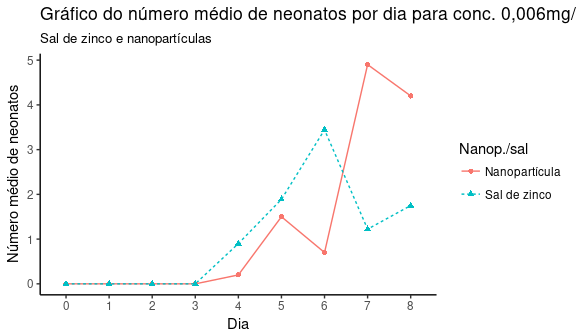 Gráfico do número médio de neonatos por dia para conc. 0,006mg/
Sal de zinco e nanopartículas
Número médio de neonatos
5
4
3
2
1
0
0 1 2 3 4 5 6 7 8
Dia
Nanop./sal
Nanopartícula
Sal de zinco